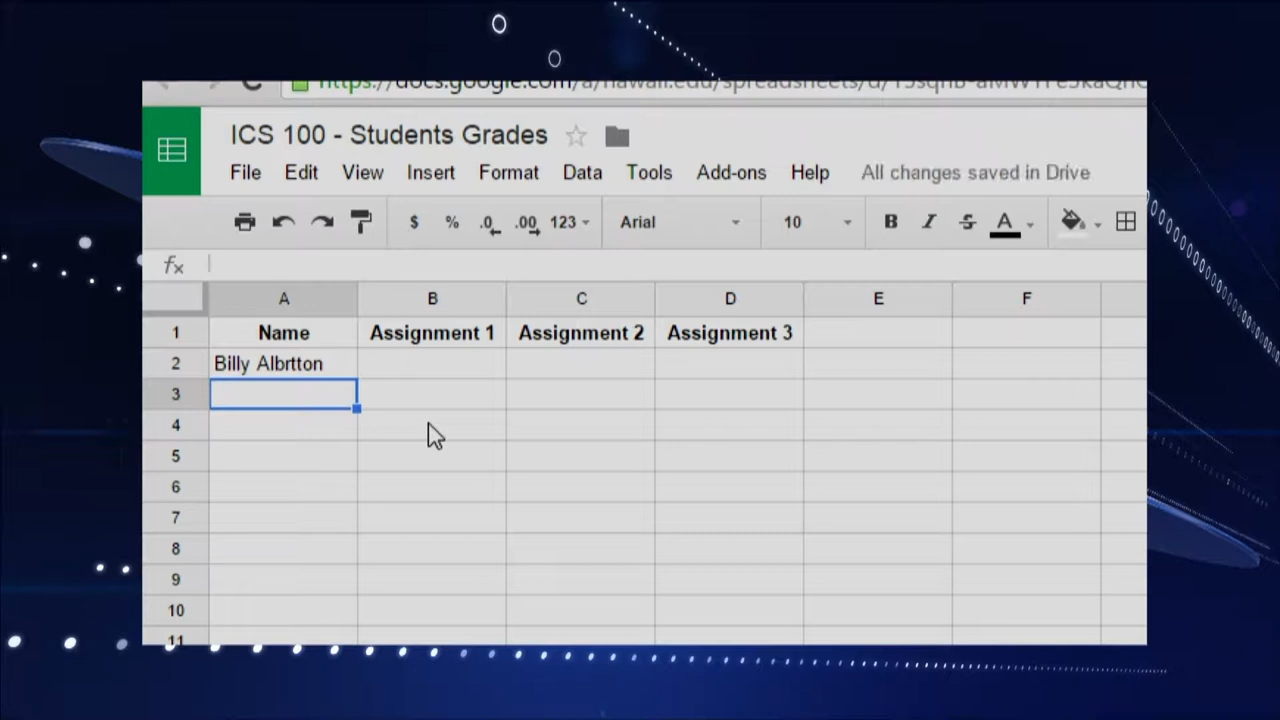 ICS 100 - Students Grades
File Edit View Insert Format Data Tools Add-ons Help All changes saved in Drive
$ % .0 .00 123 Arial 10 B I S A
fx
A B C D E F
1 Name Assignment 1 Assignment 2 Assignment 3
2 Billy Albrtton
3
4
5
6
7
8
9
10
11